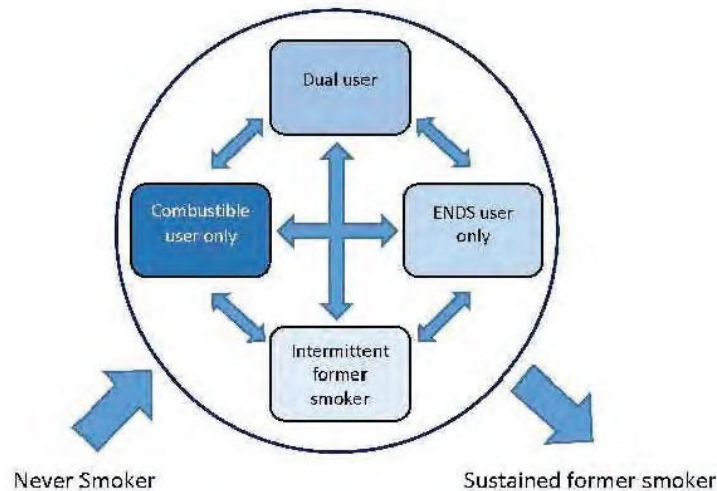 Dual user
Combustible
user only
ENDS user
only
Intermittent
former
smoker
Never Smoker
Sustained former smoker